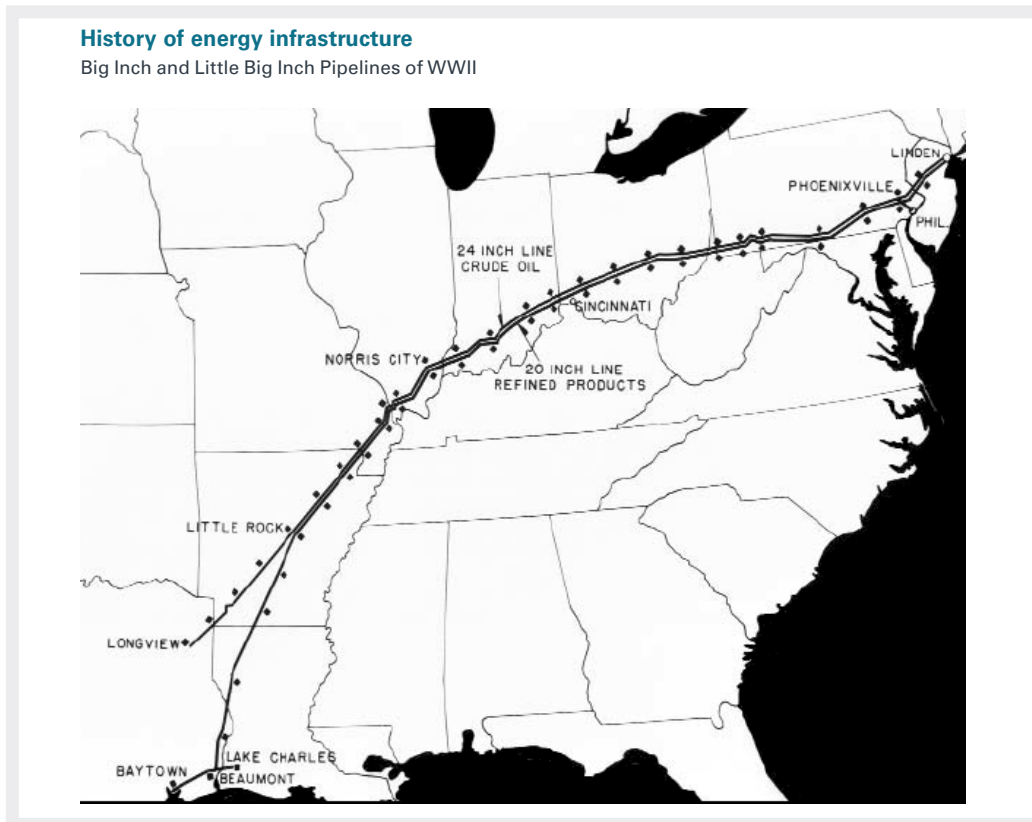 History of energy infrastructure
Big Inch and Little Big Inch Pipelines of WWII
LINDEN
PHOENIXVILLE
PHIL.
24 INCH LINE
CRUDE OIL
CINCINNATI
NORRIS CITY
20 INCH LINE
REFINED PRODUCTS
LITTLE ROCK
LONGVIEW
LAKE CHARLES
BAYTOWN
BEAUMONT